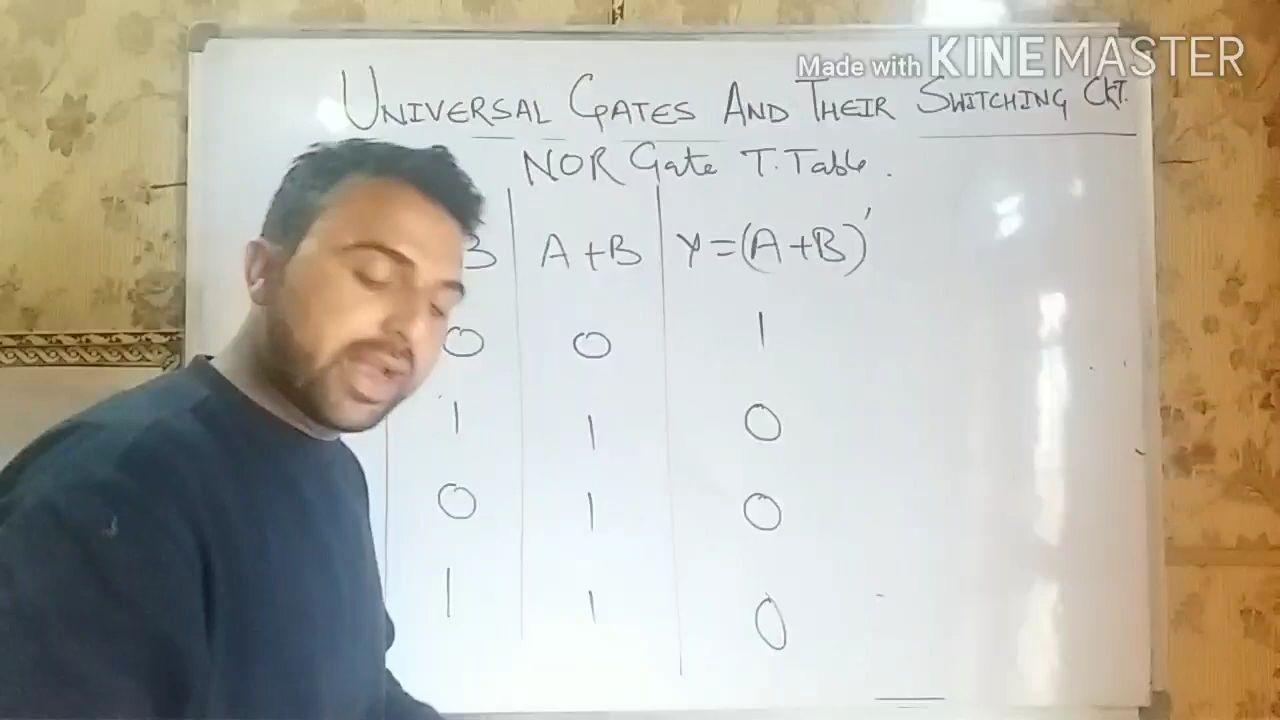 Made with KINEMASTER
UNIVERSAL GATES AND THEIR SWITCHING CKT.
NOR Gate T.Table.
B A+B Y=(A+B)'
0 0 1
1 1 0
0 1 0
1 1 0